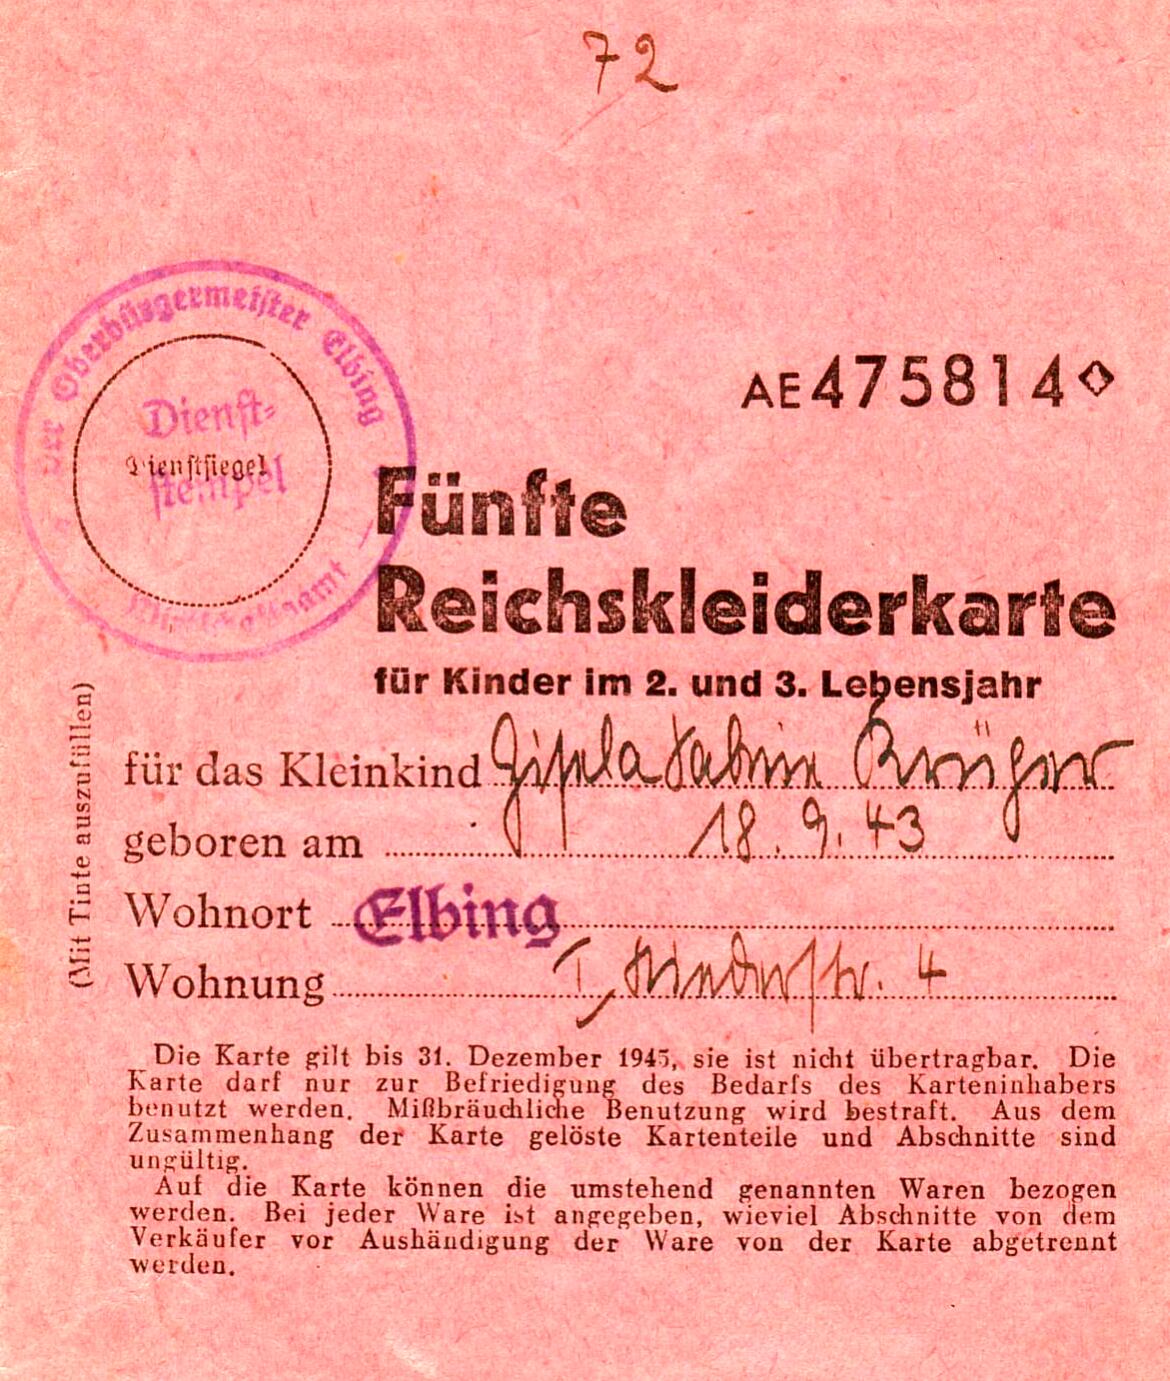 72
Der Oberbürgermeister Elbing
Dienst-
stempel
Dienstsiegel
Wirtschaftsamt
AE475814
Fünfte
Reichskleiderkarte
für Kinder im 2. und 3. Lebensjahr
(Mit Tinte auszufüllen)
für das Kleinkind Gisela Sabine Krüger
geboren am 18. 9. 43
Wohnort Elbing
Wohnung 4
Die Karte gilt bis 31. Dezember 1945, sie ist nicht übertragbar. Die
Karte darf nur zur Befriedigung des Bedarfs des Karteninhabers
benutzt werden. Mißbräuchliche Benutzung wird bestraft. Aus dem
Zusammenhang der Karte gelöste Kartenteile und Abschnitte sind
ungültig.
Auf die Karte können die umstehend genannten Waren bezogen
werden. Bei jeder Ware ist angegeben, wieviel Abschnitte von dem
Verkäufer vor Aushändigung der Ware von der Karte abgetrennt
werden.